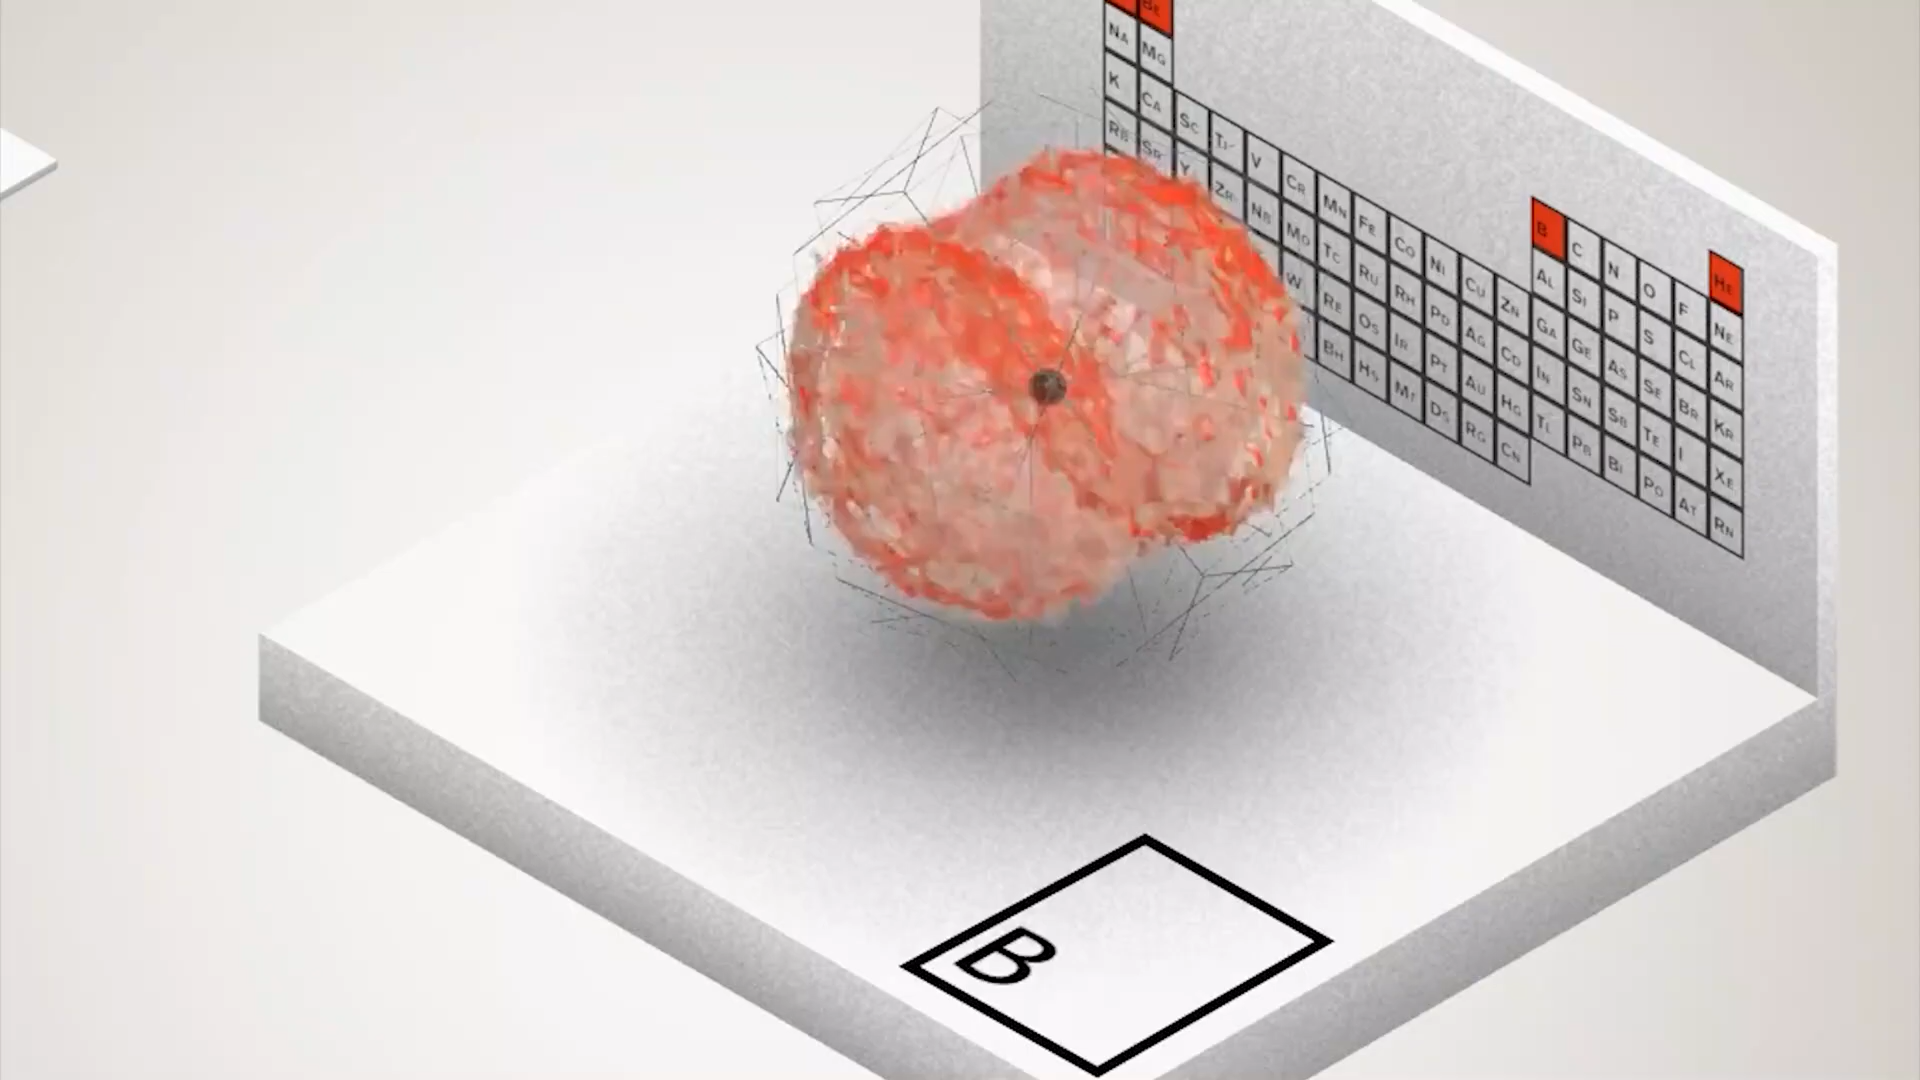 He
Be B C N O F Ne
Na Mg Al Si P S Cl Ar
K Ca Sc Ti V Cr Mn Fe Co Ni Cu Zn Ga Ge As Se Br Kr
Rb Sr Y Zr Nb Mo Tc Ru Rh Pd Ag Cd In Sn Sb Te I Xe
W Re Os Ir Pt Au Hg Tl Pb Bi Po At Rn
Bh Hs Mt Ds Rg Cn
B